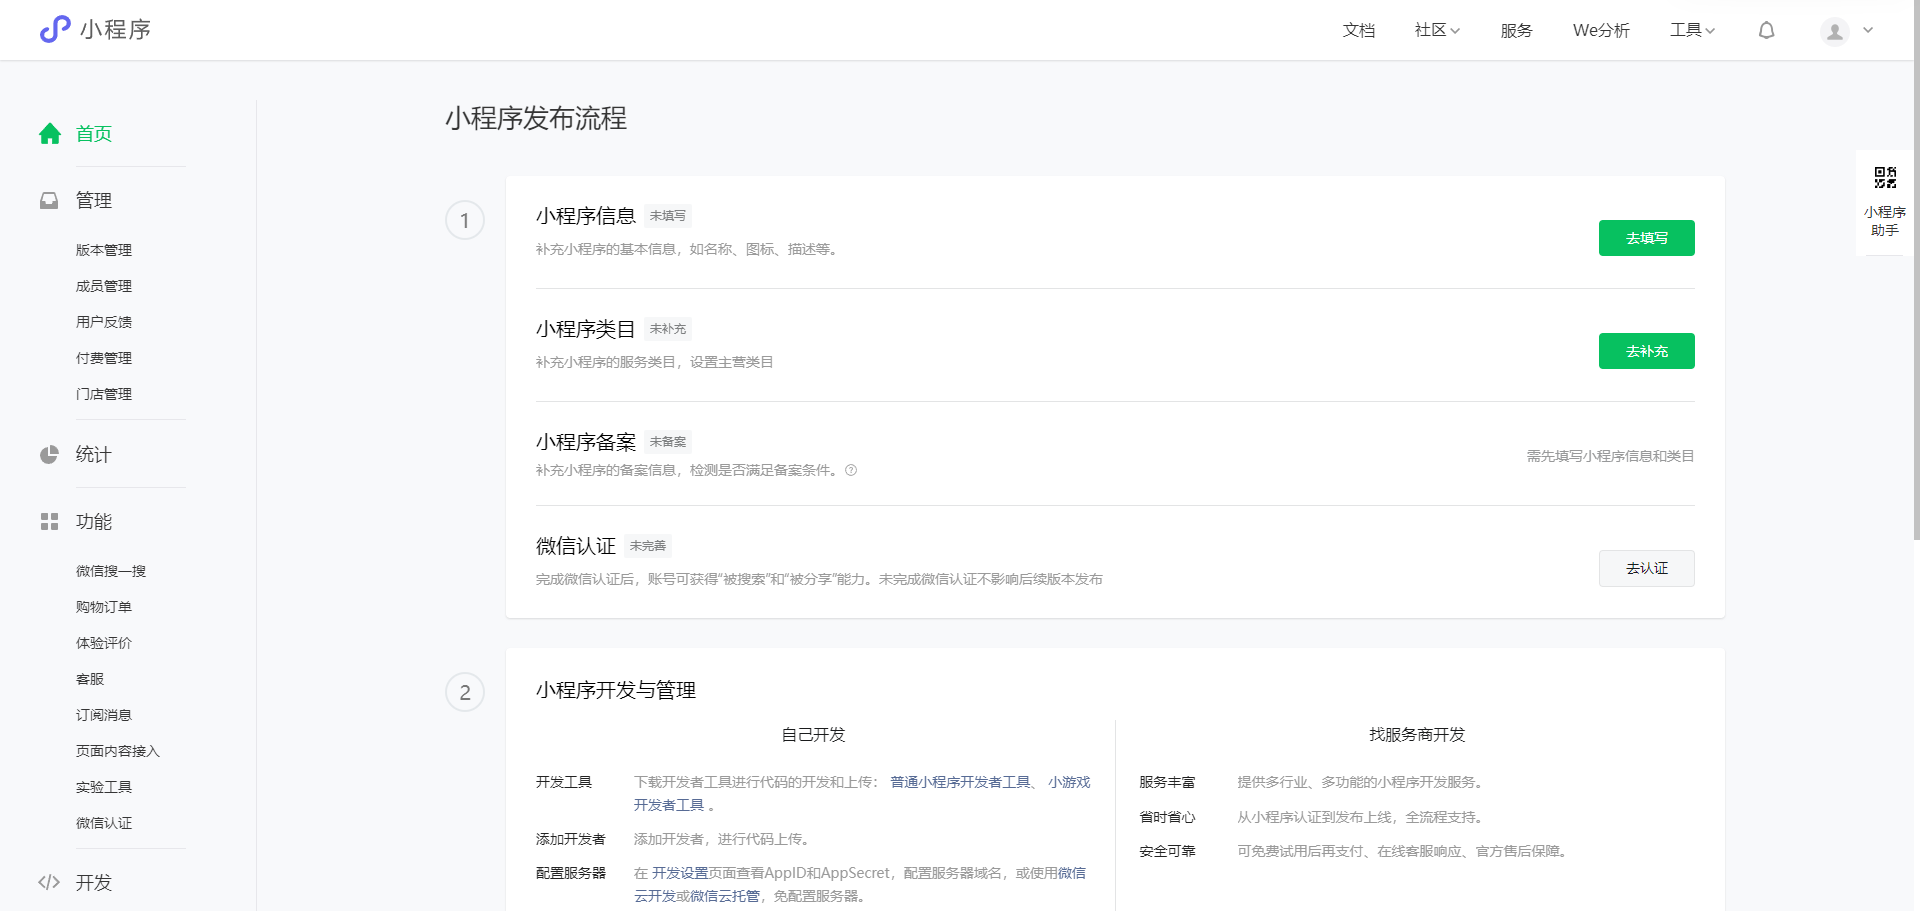 小程序
文档
社区
服务
We分析
工具
首页
管理
版本管理
成员管理
用户反馈
付费管理
门店管理
统计
功能
微信搜一搜
购物订单
体验评价
客服
订阅消息
页面内容接入
实验工具
微信认证
开发
小程序发布流程
1
小程序信息 未填写
补充小程序的基本信息，如名称、图标、描述等。
去填写
小程序类目 未补充
补充小程序的服务类目，设置主营类目
去补充
小程序备案 未备案
补充小程序的备案信息，检测是否满足备案条件。
需先填写小程序信息和类目
微信认证 未完善
完成微信认证后，账号可获得“被搜索”和“被分享”能力。未完成微信认证不影响后续版本发布
去认证
2
小程序开发与管理
自己开发
开发工具 下载开发者工具进行代码的开发和上传： 普通小程序开发者工具、 小游戏
开发者工具 。
添加开发者 添加开发者，进行代码上传。
配置服务器 在 开发设置页面查看AppID和AppSecret，配置服务器域名，或使用微信
云开发或微信云托管，免配置服务器。
找服务商开发
服务丰富 提供多行业、多功能的小程序开发服务。
省时省心 从小程序认证到发布上线，全流程支持。
安全可靠 可免费试用后再支付、在线客服响应、官方售后保障。
小程序
助手